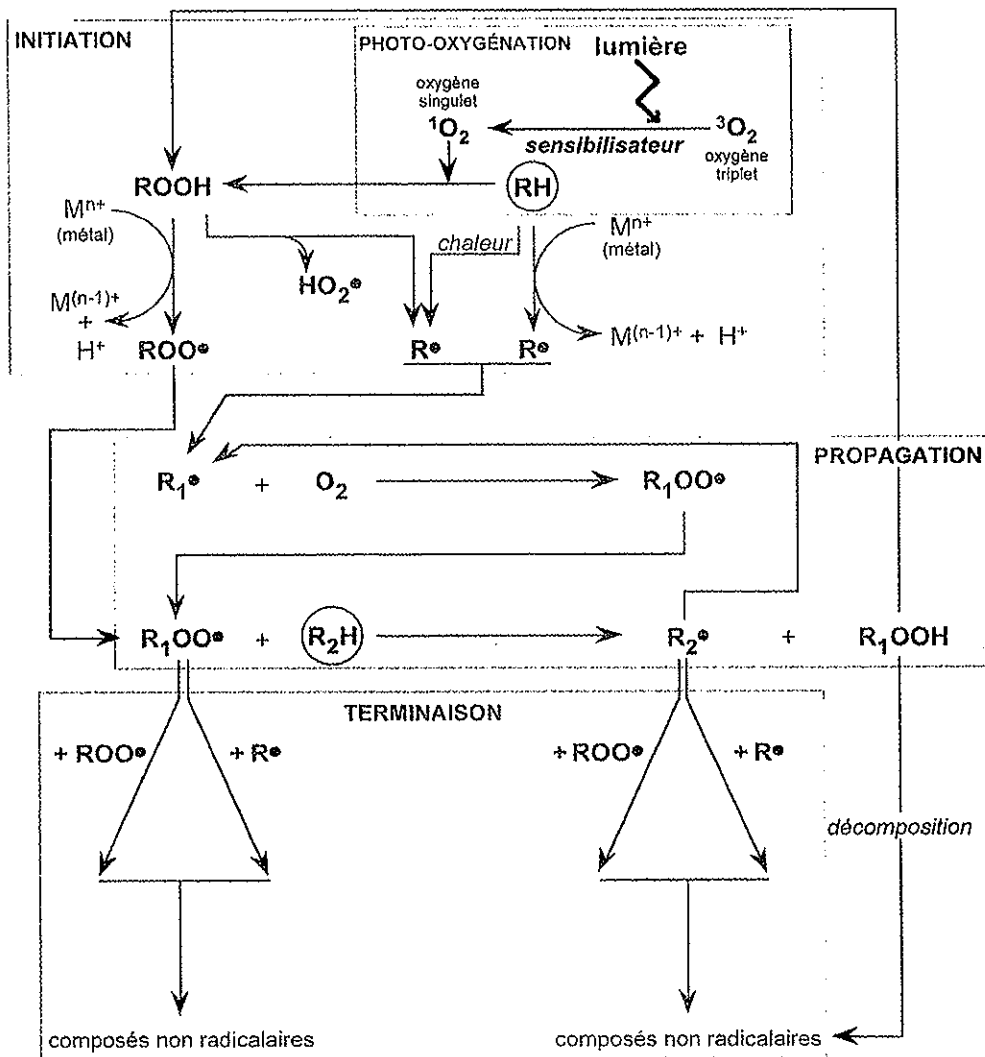 INITIATION
PHOTO-OXYGÉNATION
lumière
oxygène
singulet
¹O₂
³O₂
sensibilisateur
oxygène
triplet
ROOH
RH
Mⁿ⁺
(métal)
chaleur
Mⁿ⁺
(métal)
HO₂•
M⁽ⁿ⁻¹⁾⁺
+
H⁺
ROO•
R•
R•
M⁽ⁿ⁻¹⁾⁺ + H⁺
PROPAGATION
R₁• + O₂ R₁OO•
R₁OO• + R₂H R₂• + R₁OOH
TERMINAISON
+ ROO• + R• + ROO• + R•
décomposition
composés non radicalaires composés non radicalaires